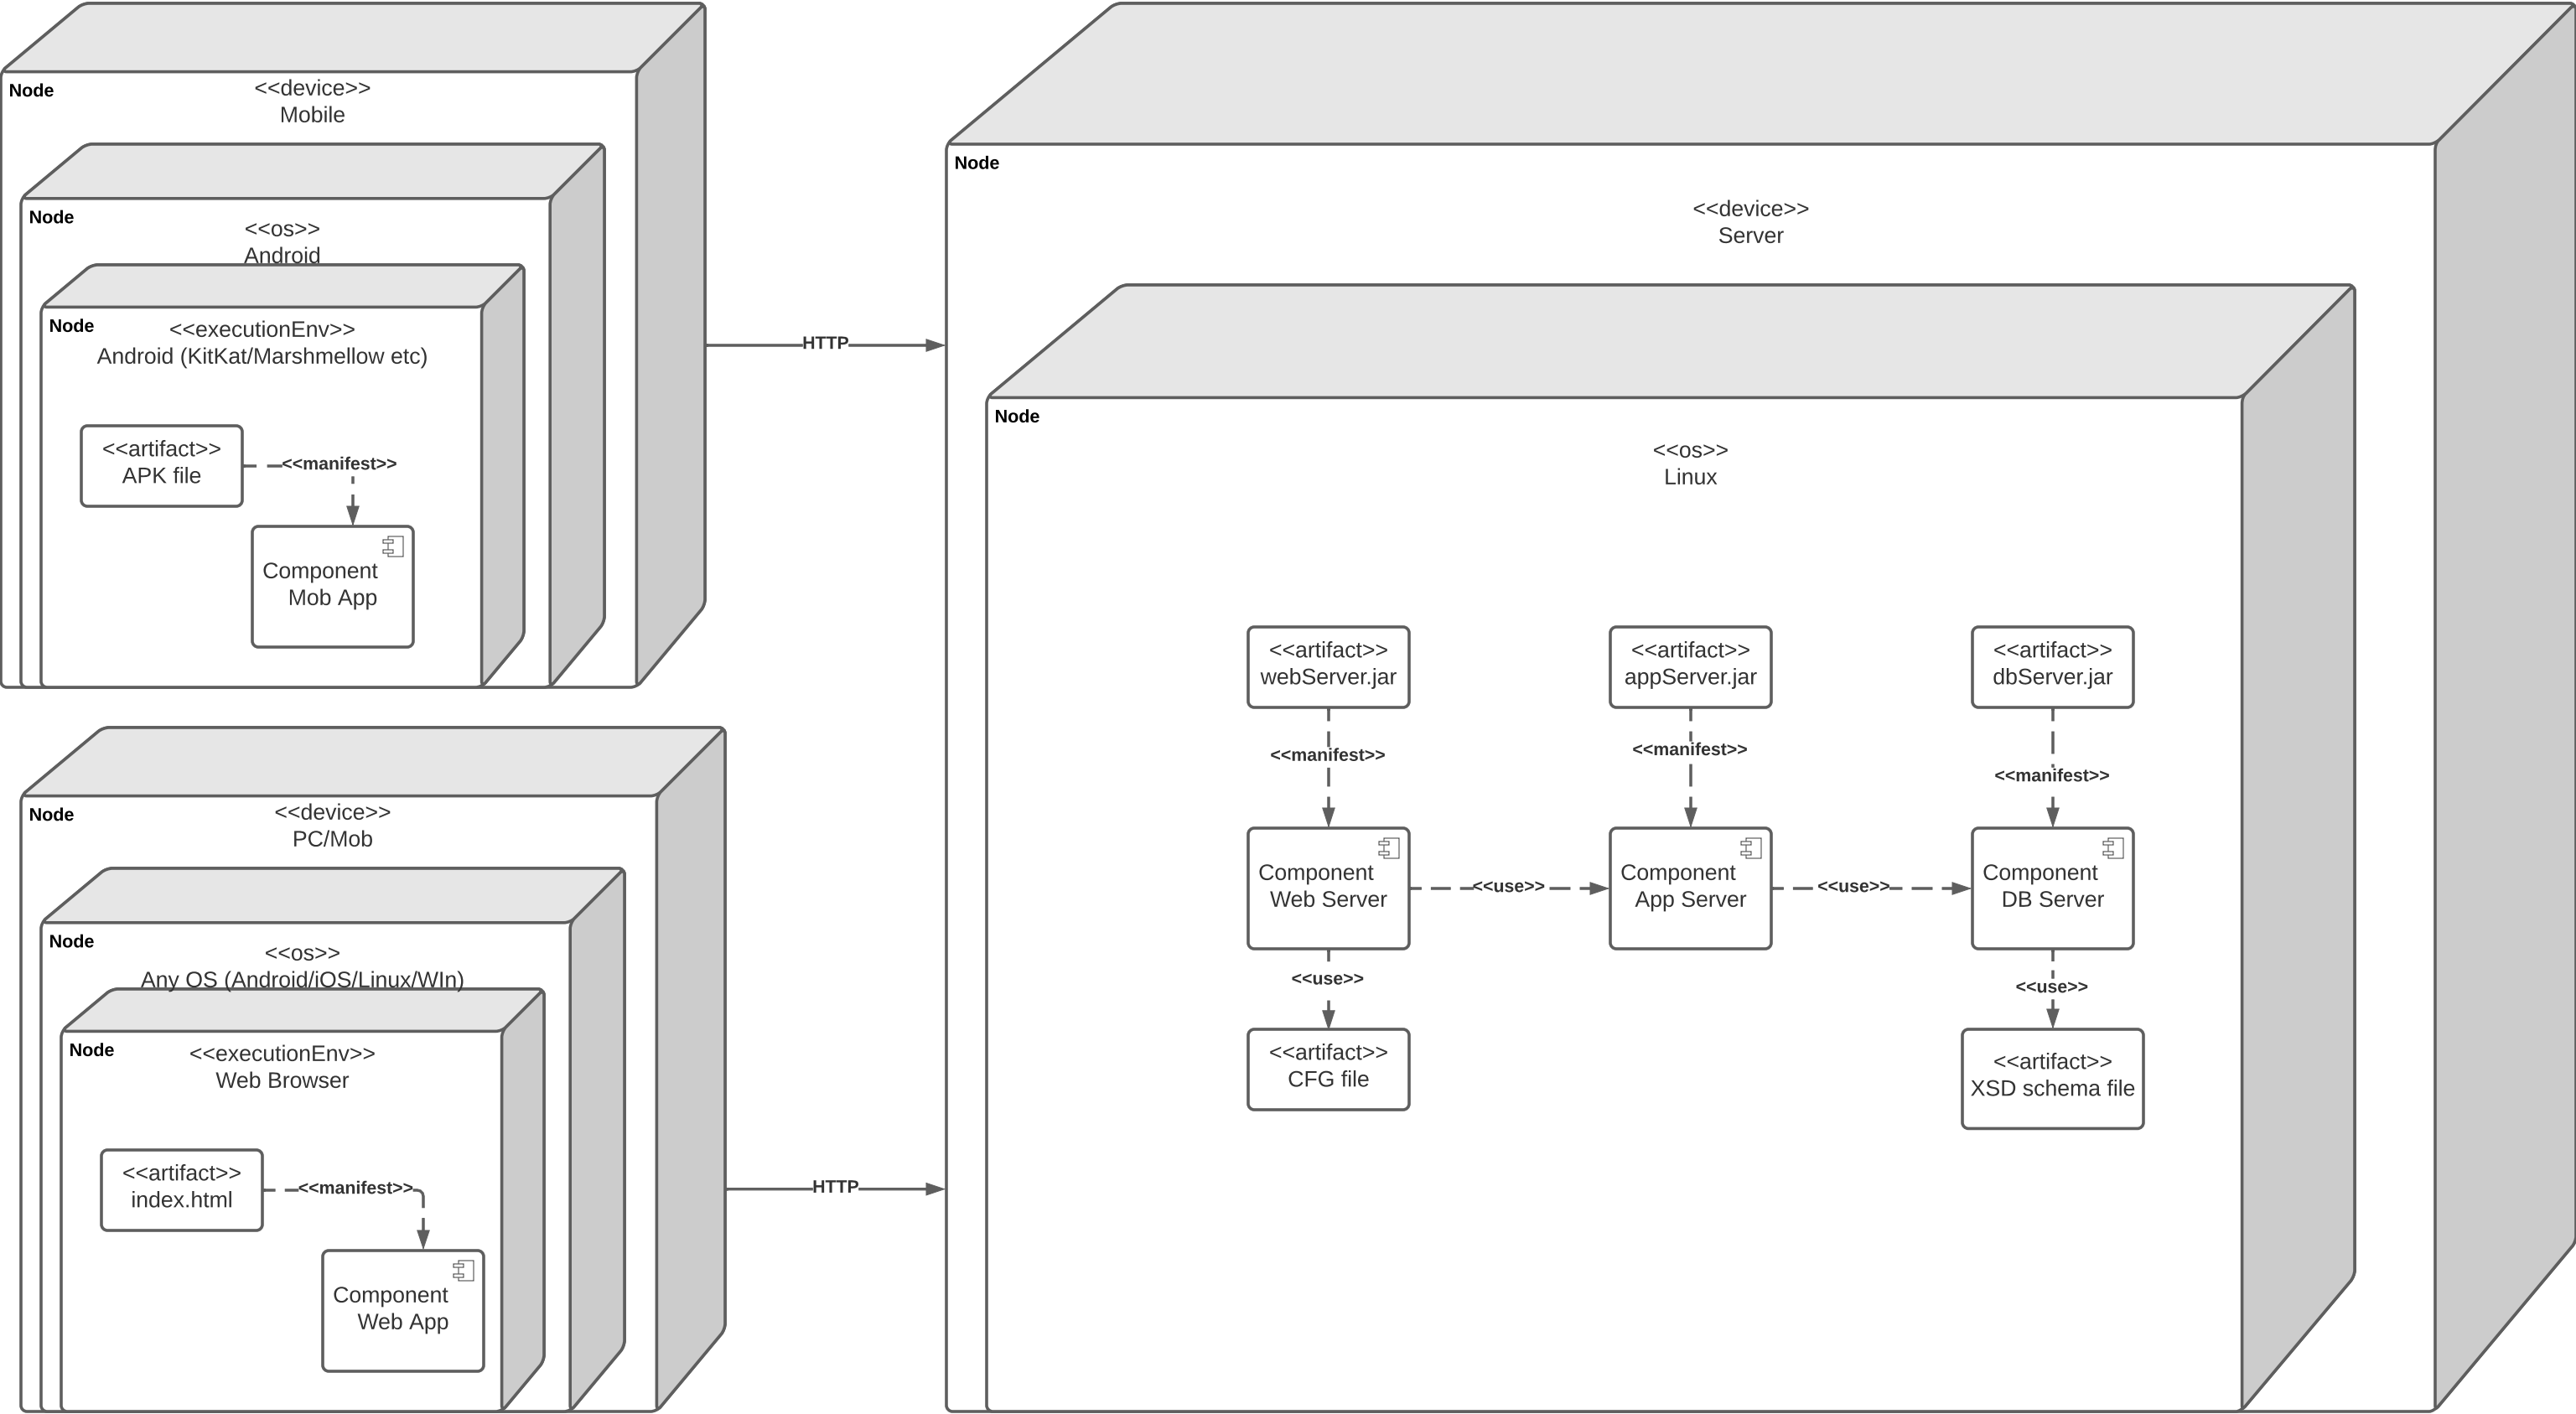 Node
<<device>>
Mobile
Node
<<os>>
Android
Node
<<executionEnv>>
Android (KitKat/Marshmellow etc)
<<artifact>>
APK file
<<manifest>>
Component
Mob App
HTTP
Node
<<device>>
PC/Mob
Node
<<os>>
Any OS (Android/iOS/Linux/WIn)
Node
<<executionEnv>>
Web Browser
<<artifact>>
index.html
<<manifest>>
Component
Web App
HTTP
Node
<<device>>
Server
Node
<<os>>
Linux
<<artifact>>
webServer.jar
<<artifact>>
appServer.jar
<<artifact>>
dbServer.jar
<<manifest>>
<<manifest>>
<<manifest>>
Component
Web Server
<<use>>
Component
App Server
<<use>>
Component
DB Server
<<use>>
<<use>>
<<artifact>>
CFG file
<<artifact>>
XSD schema file